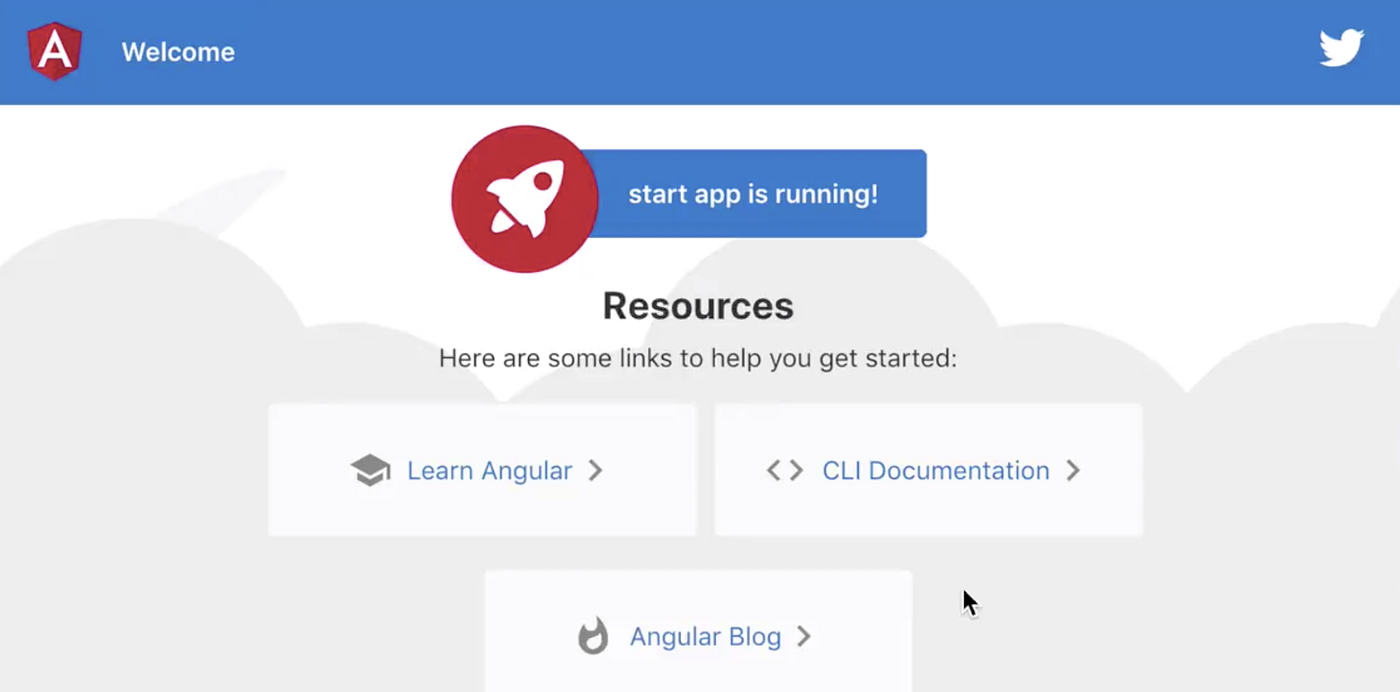 Welcome
start app is running!
Resources
Here are some links to help you get started:
Learn Angular
CLI Documentation
Angular Blog